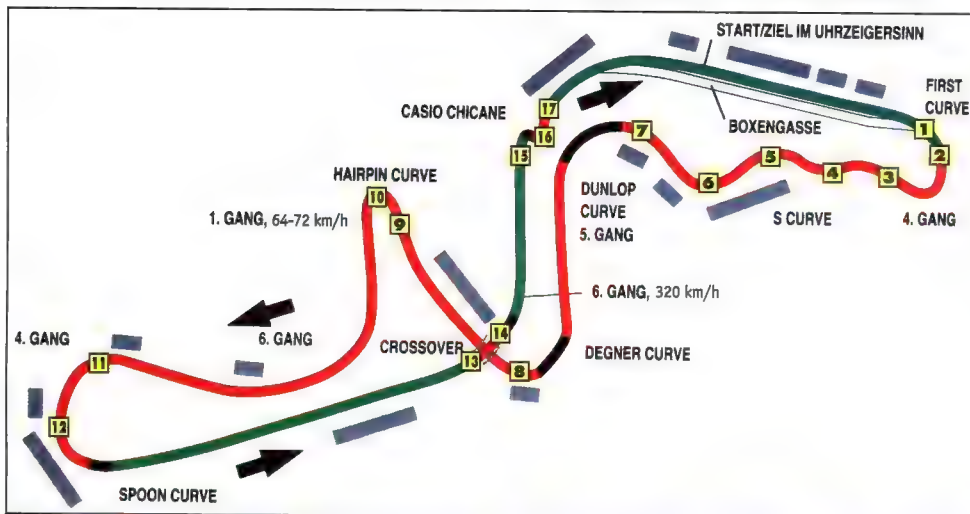 START/ZIEL IM UHRZEIGERSINN
FIRST
CURVE
CASIO CHICANE
17
16
15
BOXENGASSE
1
2
7
6
5
4
3
HAIRPIN CURVE
10
9
1. GANG, 64-72 km/h
DUNLOP
CURVE
5. GANG
S CURVE
4. GANG
6. GANG, 320 km/h
4. GANG
6. GANG
CROSSOVER
14
13
8
DEGNER CURVE
11
12
SPOON CURVE